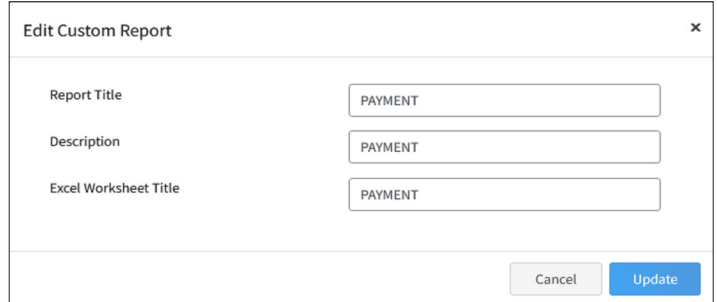 Edit Custom Report ×
Report Title PAYMENT
Description PAYMENT
Excel Worksheet Title PAYMENT
Cancel Update